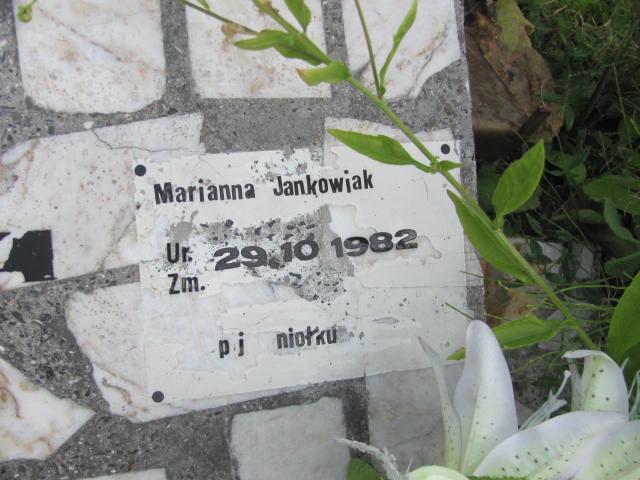 Marianna Jankowiak
Ur. 29.10 1982
Zm.
p j niołku